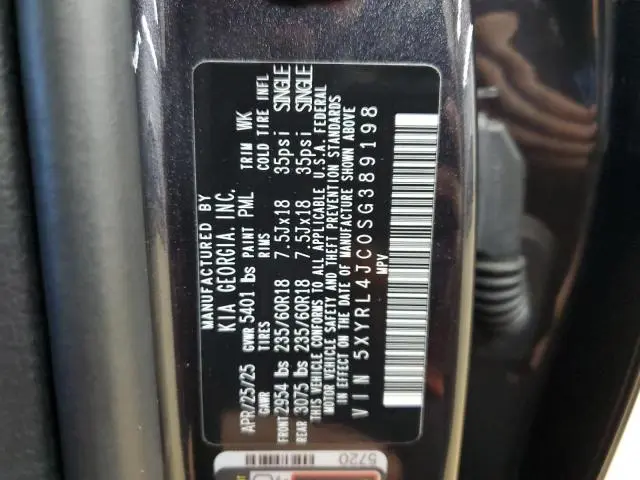 MANUFACTURED BY
KIA GEORGIA, INC.
APR/25/25 GVWR 5401 lbs PAINT PML TRIM WK
GAWR TIRES RIMS COLD TIRE INFL
FRONT 2954 lbs 235/60R18 7.5Jx18 35psi SINGLE
REAR 3075 lbs 235/60R18 7.5Jx18 35psi SINGLE
THIS VEHICLE CONFORMS TO ALL APPLICABLE U.S.A. FEDERAL
MOTOR VEHICLE SAFETY AND THEFT PREVENTION STANDARDS
IN EFFECT ON THE DATE OF MANUFACTURE SHOWN ABOVE
VIN 5XYRL4JC0SG389198
MPV
5720